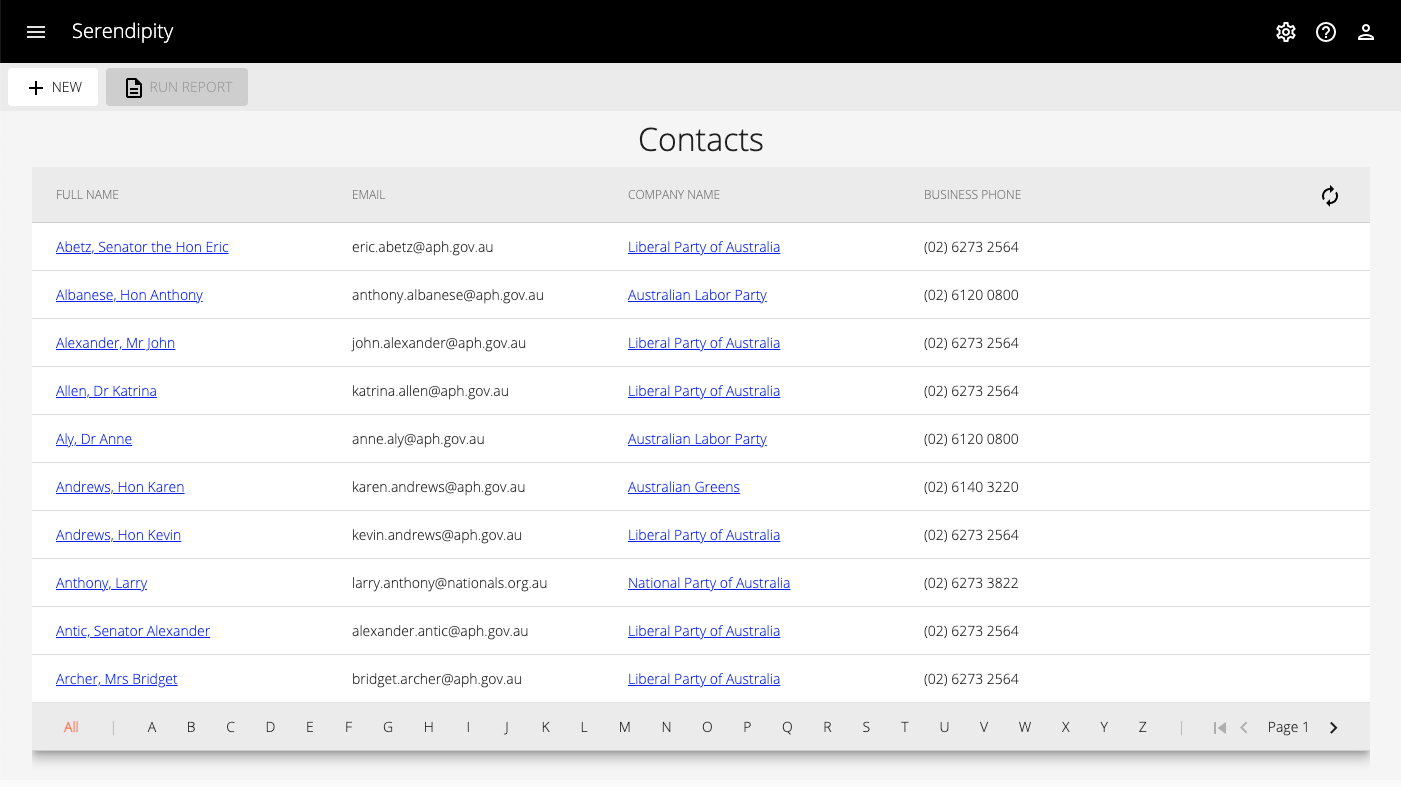 Serendipity
NEW RUN REPORT
Contacts
FULL NAME EMAIL COMPANY NAME BUSINESS PHONE
Abetz, Senator the Hon Eric eric.abetz@aph.gov.au Liberal Party of Australia (02) 6273 2564
Albanese, Hon Anthony anthony.albanese@aph.gov.au Australian Labor Party (02) 6120 0800
Alexander, Mr John john.alexander@aph.gov.au Liberal Party of Australia (02) 6273 2564
Allen, Dr Katrina katrina.allen@aph.gov.au Liberal Party of Australia (02) 6273 2564
Aly, Dr Anne anne.aly@aph.gov.au Australian Labor Party (02) 6120 0800
Andrews, Hon Karen karen.andrews@aph.gov.au Australian Greens (02) 6140 3220
Andrews, Hon Kevin kevin.andrews@aph.gov.au Liberal Party of Australia (02) 6273 2564
Anthony, Larry larry.anthony@nationals.org.au National Party of Australia (02) 6273 3822
Antic, Senator Alexander alexander.antic@aph.gov.au Liberal Party of Australia (02) 6273 2564
Archer, Mrs Bridget bridget.archer@aph.gov.au Liberal Party of Australia (02) 6273 2564
All | A B C D E F G H I J K L M N O P Q R S T U V W X Y Z | Page 1